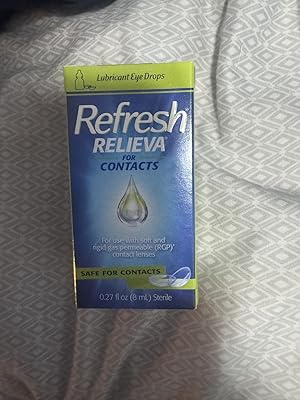 Lubricant Eye Drops
Refresh®
RELIEVA®
FOR
CONTACTS
For use with soft and
rigid gas permeable (RGP)*
contact lenses
SAFE FOR CONTACTS
0.27 fl oz (8 mL) Sterile